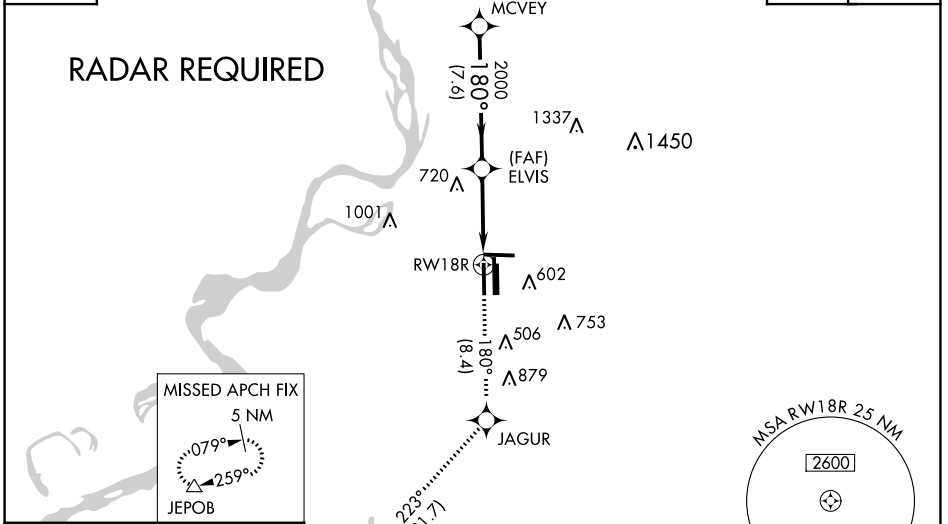 MCVEY
RADAR REQUIRED
2000
180°
(7.6)
1337
1450
(FAF)
ELVIS
720
1001
RW18R
602
753
506
180°
(8.4)
879
MISSED APCH FIX
5 NM
079°
259°
JEPOB
JAGUR
MSA RW18R 25 NM
2600
223°